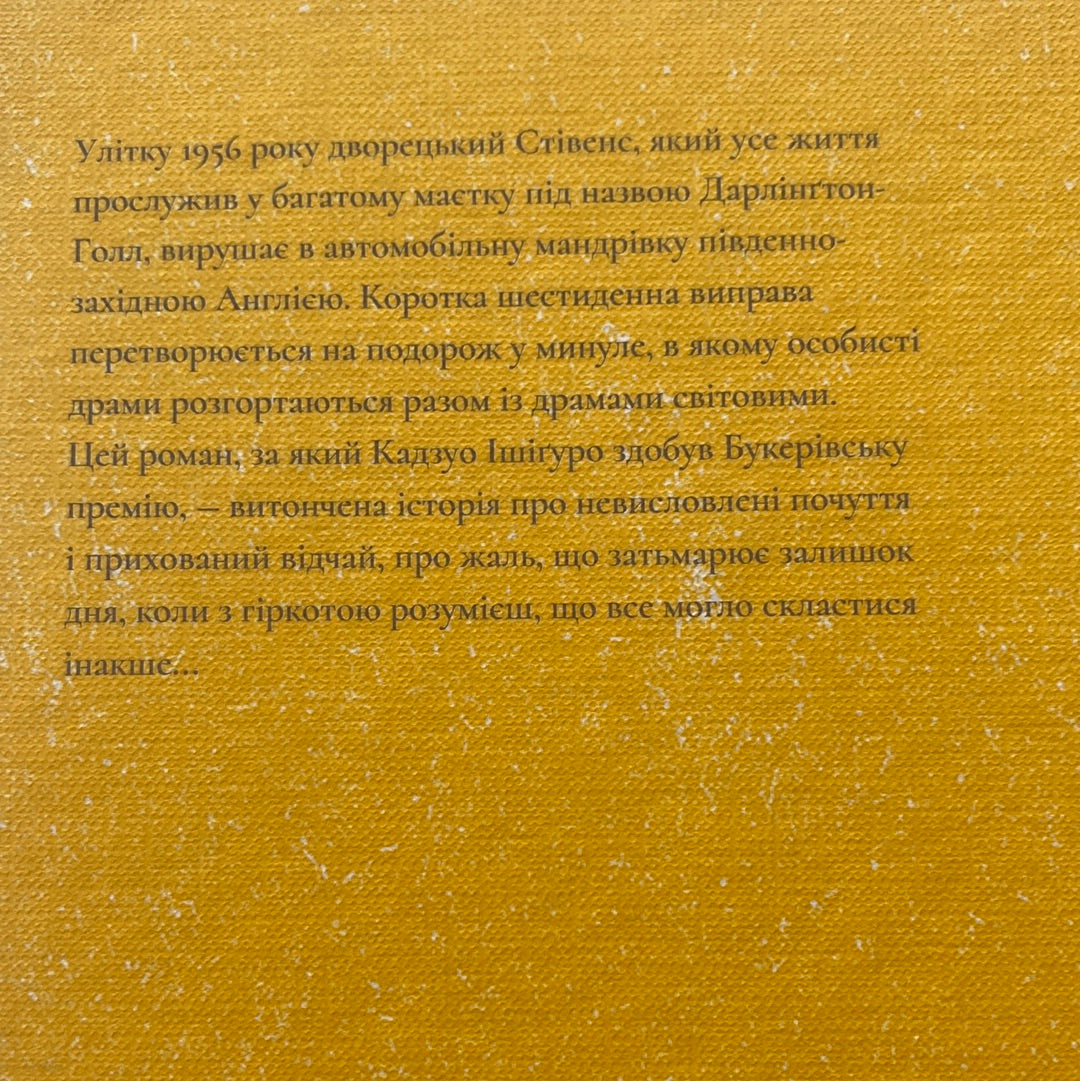 Улітку 1956 року дворецький Стівенс, який усе життя
прослужив у багатому маєтку під назвою Дарлінґтон-
Голл, вирушає в автомобільну мандрівку південно-
західною Англією. Коротка шестиденна виправа
перетворюється на подорож у минуле, в якому особисті
драми розгортаються разом із драмами світовими.
Цей роман, за який Кадзуо Ішіґуро здобув Букерівську
премію, — витончена історія про невисловлені почуття
і прихований відчай, про жаль, що затьмарює залишок
дня, коли з гіркотою розумієш, що все могло скластися
інакше...